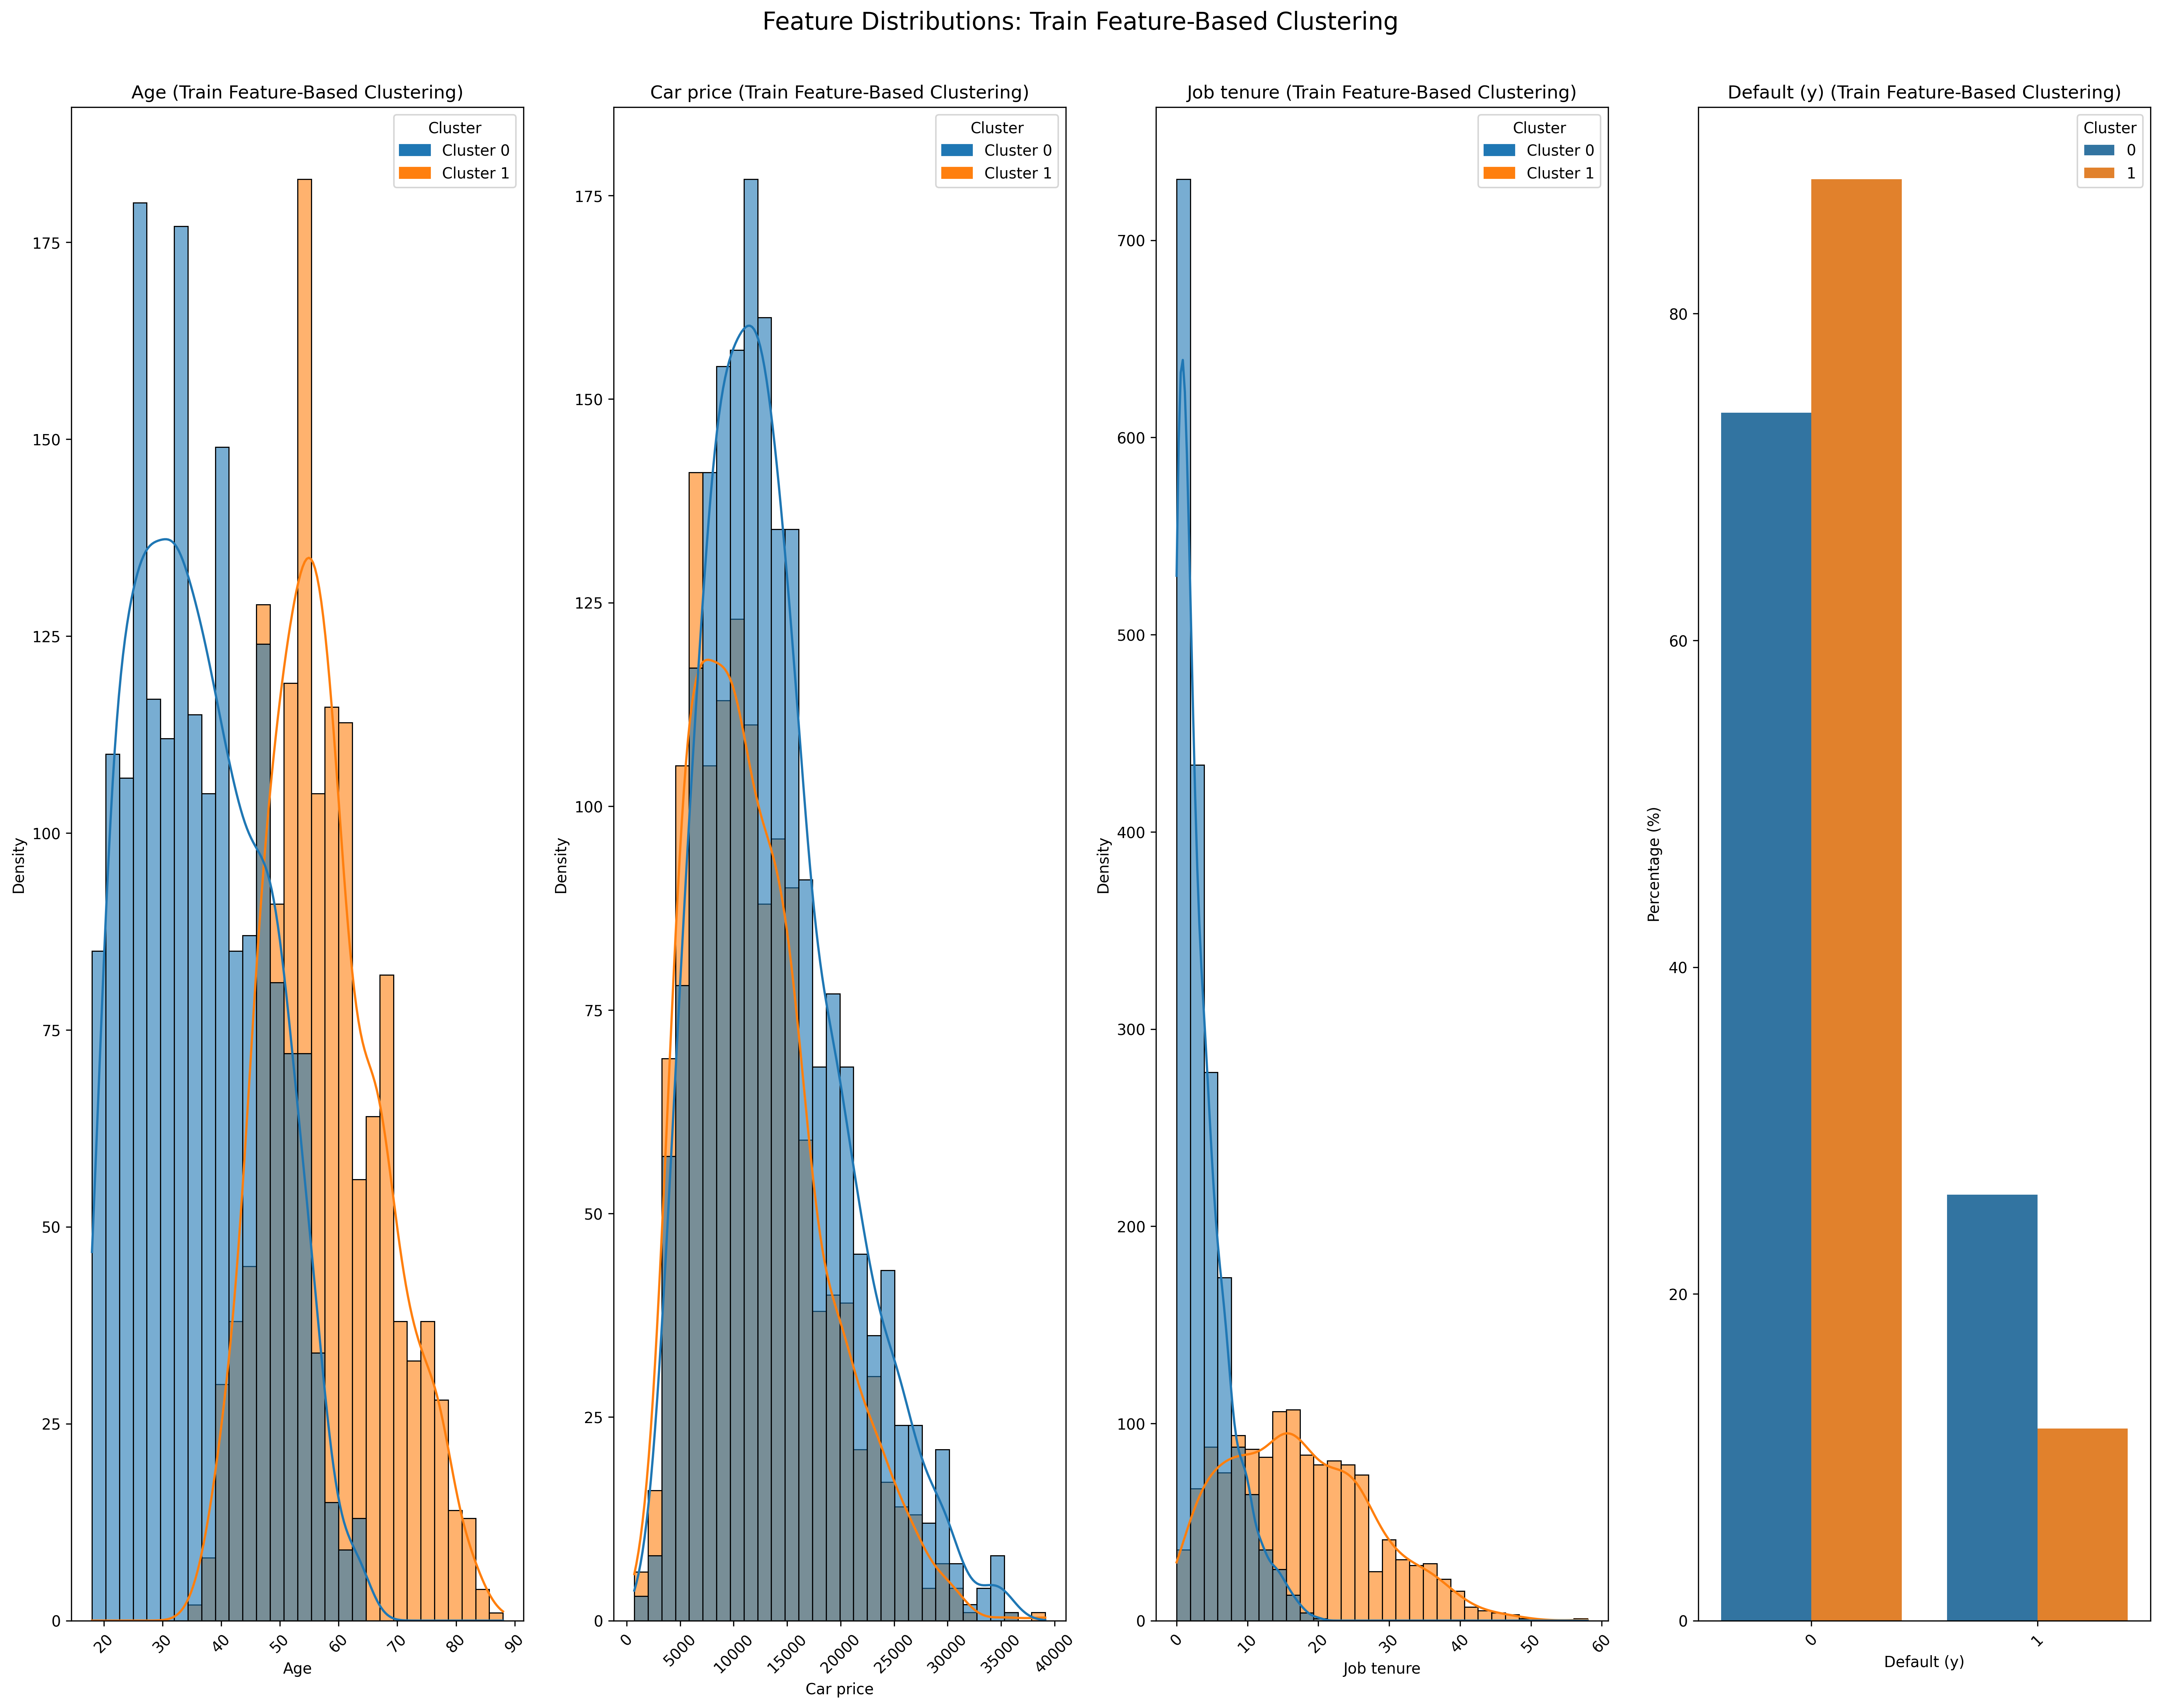 Feature Distributions: Train Feature-Based Clustering
Age (Train Feature-Based Clustering)
Cluster
Cluster 0
Cluster 1
175
150
125
100
75
50
25
0
Density
20
30
40
50
60
70
80
90
Age
Car price (Train Feature-Based Clustering)
Cluster
Cluster 0
Cluster 1
175
150
125
100
75
50
25
0
Density
0
5000
10000
15000
20000
25000
30000
35000
40000
Car price
Job tenure (Train Feature-Based Clustering)
Cluster
Cluster 0
Cluster 1
700
600
500
400
300
200
100
0
Density
0
10
20
30
40
50
60
Job tenure
Default (y) (Train Feature-Based Clustering)
Cluster
0
1
80
60
40
20
0
Percentage (%)
0
1
Default (y)